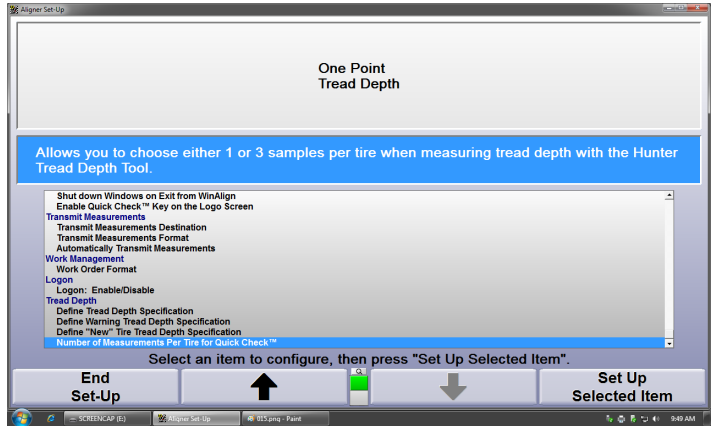 Aligner Set-Up
One Point
Tread Depth
Allows you to choose either 1 or 3 samples per tire when measuring tread depth with the Hunter
Tread Depth Tool.
Shut down Windows on Exit from WinAlign
Enable Quick Check™ Key on the Logo Screen
Transmit Measurements
Transmit Measurements Destination
Transmit Measurements Format
Automatically Transmit Measurements
Work Management
Work Order Format
Logon
Logon: Enable/Disable
Tread Depth
Define Tread Depth Specification
Define Warning Tread Depth Specification
Define "New" Tire Tread Depth Specification
Number of Measurements Per Tire for Quick Check™
Select an item to configure, then press "Set Up Selected Item".
End
Set-Up
Set Up
Selected Item
SCREENCAP (E:)
Aligner Set-Up
015.png - Paint
9:49 AM